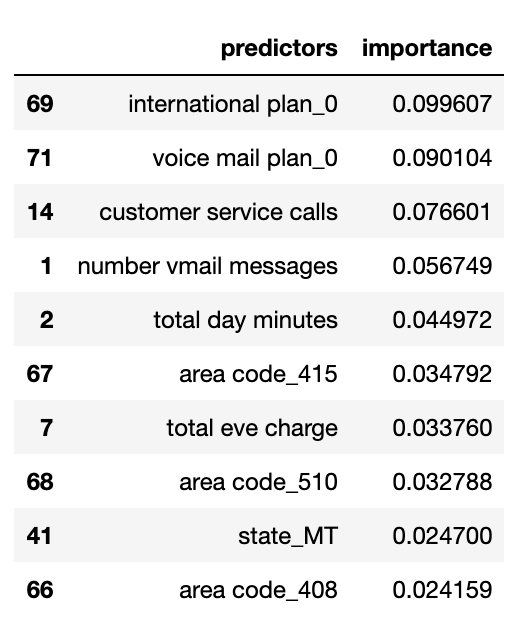 predictors importance
69 international plan_0 0.099607
71 voice mail plan_0 0.090104
14 customer service calls 0.076601
1 number vmail messages 0.056749
2 total day minutes 0.044972
67 area code_415 0.034792
7 total eve charge 0.033760
68 area code_510 0.032788
41 state_MT 0.024700
66 area code_408 0.024159